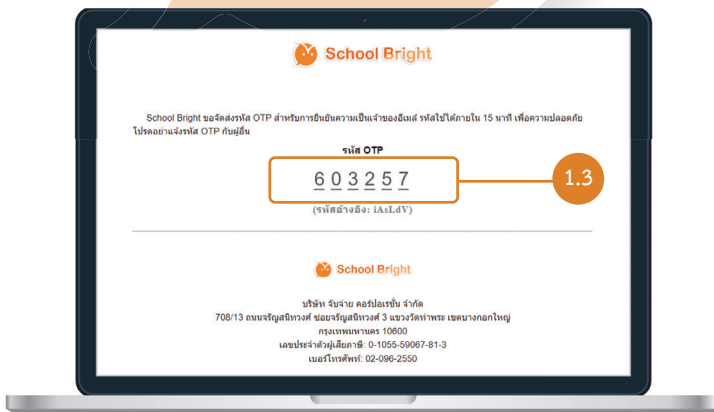 School Bright
School Bright ขอจัดส่งรหัส OTP สำหรับการยืนยันความเป็นเจ้าของอีเมล์ รหัสใช้ได้ภายใน 15 นาที เพื่อความปลอดภัย
โปรดอย่าแจ้งรหัส OTP กับผู้อื่น
รหัส OTP
603257
1.3
(รหัสอ้างอิง: iAsLdV)
School Bright
บริษัท จับจ่าย คอร์ปอเรชั่น จำกัด
708/13 ถนนจรัญสนิทวงศ์ ซอยจรัญสนิทวงศ์ 3 แขวงวัดท่าพระ เขตบางกอกใหญ่
กรุงเทพมหานคร 10600
เลขประจำตัวผู้เสียภาษี: 0-1055-59067-81-3
เบอร์โทรศัพท์: 02-096-2550